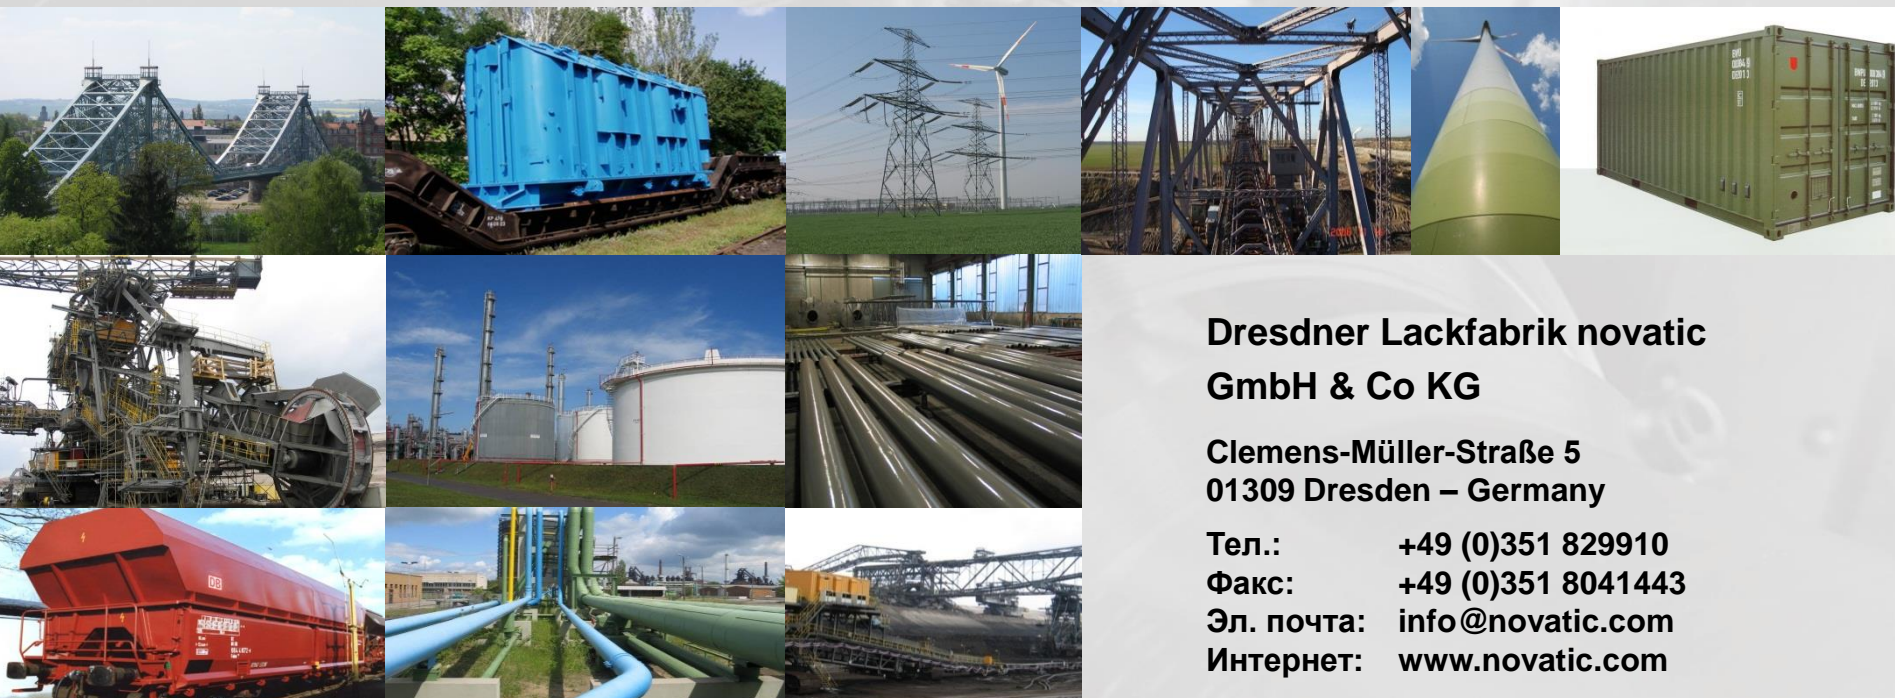 DB
Dresdner Lackfabrik novatic
GmbH & Co KG
Clemens-Müller-Straße 5
01309 Dresden – Germany
Тел.: +49 (0)351 829910
Факс: +49 (0)351 8041443
Эл. почта: info@novatic.com
Интернет: www.novatic.com